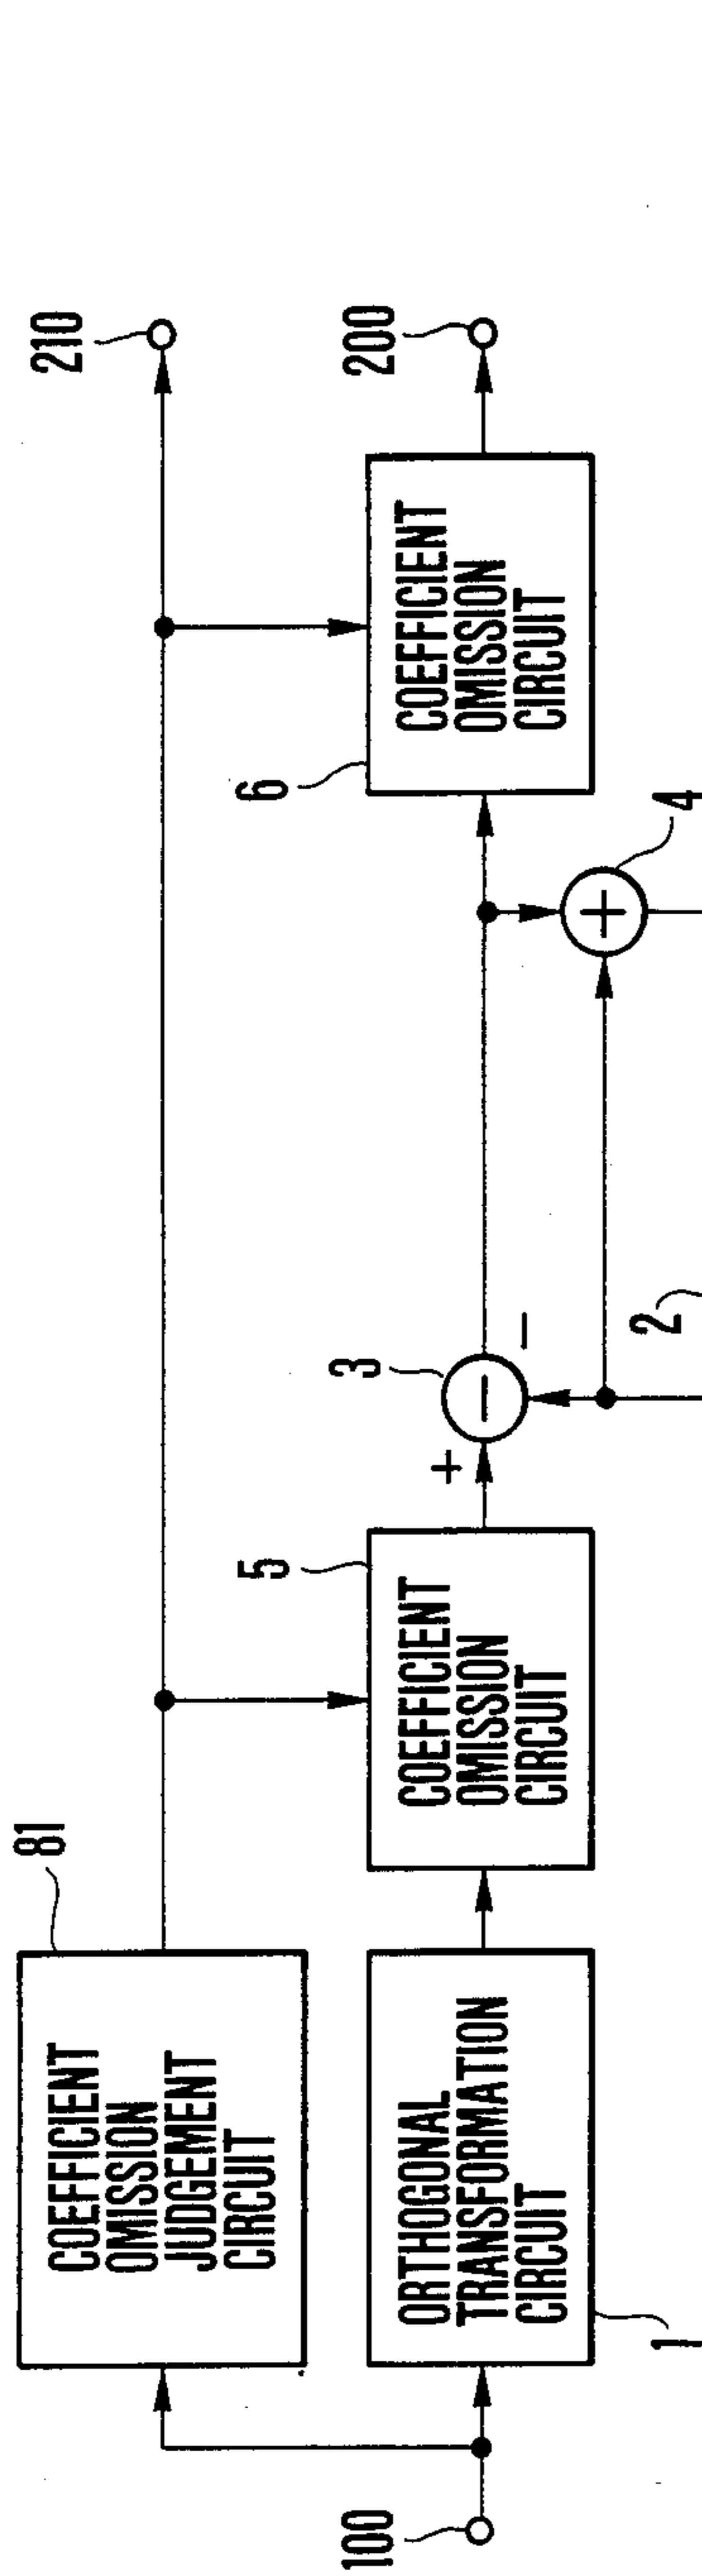 81
COEFFICIENT
OMISSION
JUDGEMENT
CIRCUIT
210
100
ORTHOGONAL
TRANSFORMATION
CIRCUIT
1
5
COEFFICIENT
OMISSION
CIRCUIT
+
3
−
−
2
6
COEFFICIENT
OMISSION
CIRCUIT
200
+
4